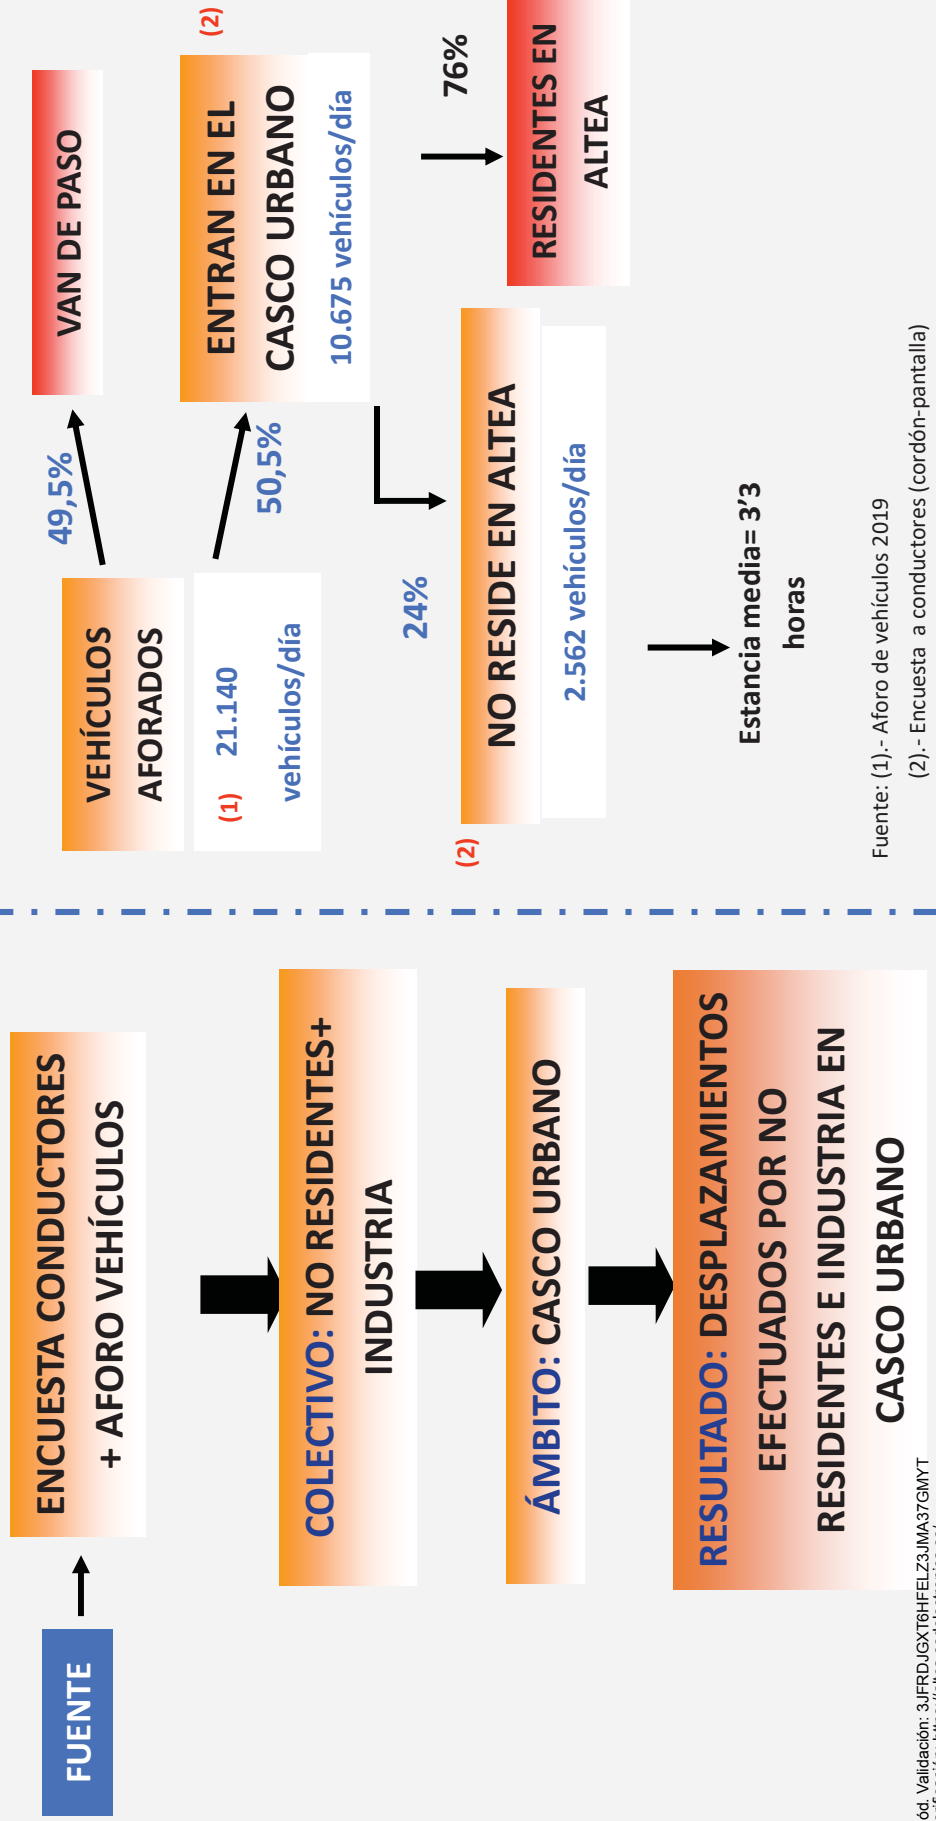 FUENTE
ENCUESTA CONDUCTORES
+ AFORO VEHÍCULOS
COLECTIVO: NO RESIDENTES+
INDUSTRIA
ÁMBITO: CASCO URBANO
RESULTADO: DESPLAZAMIENTOS
EFECTUADOS POR NO
RESIDENTES E INDUSTRIA EN
CASCO URBANO
VEHÍCULOS
AFORADOS
(1) 21.140
vehículos/día
49,5%
VAN DE PASO
50,5%
(2)
ENTRAN EN EL
CASCO URBANO
10.675 vehículos/día
24%
(2)
NO RESIDE EN ALTEA
2.562 vehículos/día
76%
RESIDENTES EN
ALTEA
Estancia media= 3’3
horas
Fuente: (1).- Aforo de vehículos 2019
(2).- Encuesta a conductores (cordón-pantalla)
ód. Validación: 3JFRDJGXT6HFELZ3JMA37GMYT